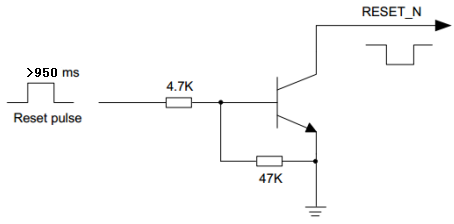 RESET_N
>950 ms
4.7K
Reset pulse
47K